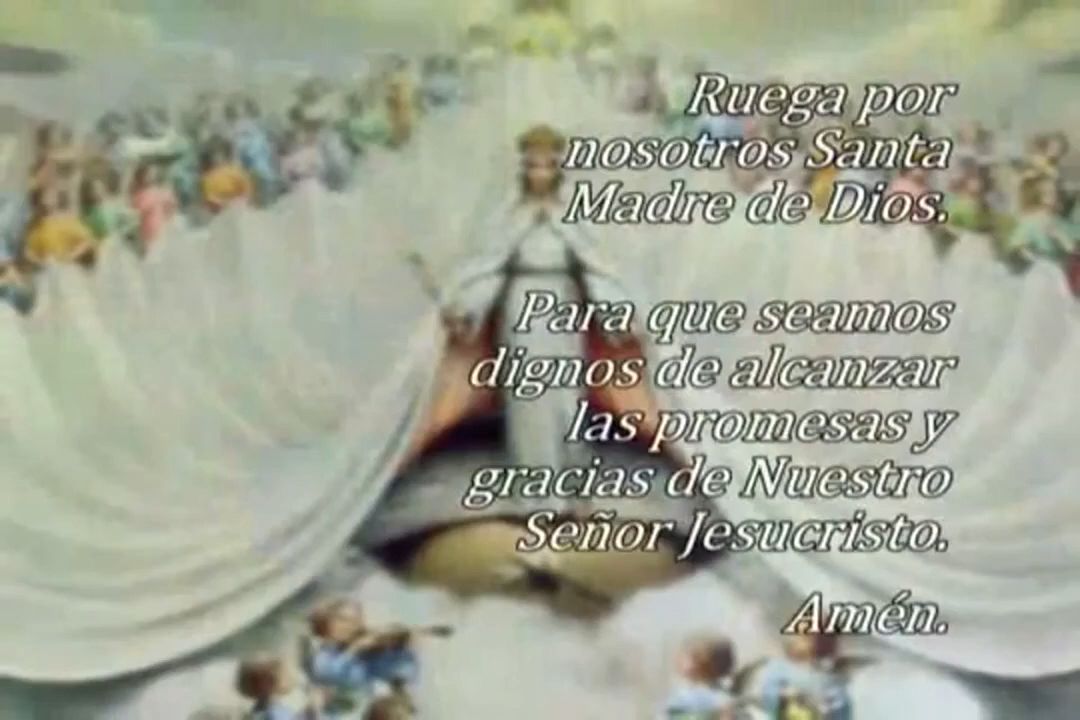 Ruega por
nosotros Santa
Madre de Dios.
Para que seamos
dignos de alcanzar
las promesas y
gracias de Nuestro
Señor Jesucristo.
Amén.